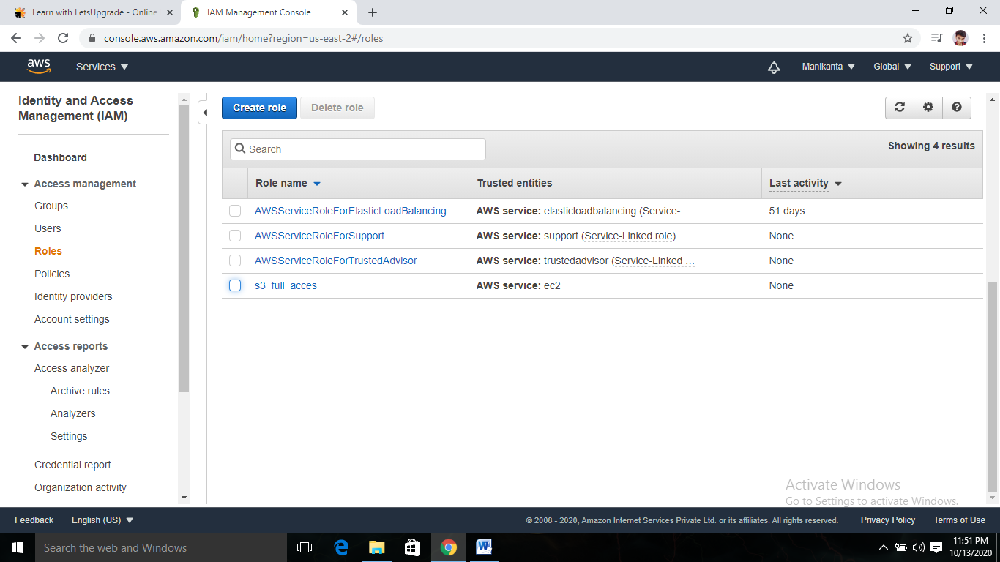 Learn with LetsUpgrade - Online
IAM Management Console
console.aws.amazon.com/iam/home?region=us-east-2#/roles
aws
Services
Manikanta
Global
Support
Identity and Access
Management (IAM)
Dashboard
Access management
Groups
Users
Roles
Policies
Identity providers
Account settings
Access reports
Access analyzer
Archive rules
Analyzers
Settings
Credential report
Organization activity
Create role
Delete role
Search
Showing 4 results
Role name
Trusted entities
Last activity
AWSServiceRoleForElasticLoadBalancing
AWS service: elasticloadbalancing (Service-...
51 days
AWSServiceRoleForSupport
AWS service: support (Service-Linked role)
None
AWSServiceRoleForTrustedAdvisor
AWS service: trustedadvisor (Service-Linked ...
None
s3_full_acces
AWS service: ec2
None
Activate Windows
Go to Settings to activate Windows.
Feedback
English (US)
© 2008 - 2020, Amazon Internet Services Private Ltd. or its affiliates. All rights reserved.
Privacy Policy
Terms of Use
Search the web and Windows
11:51 PM
10/13/2020